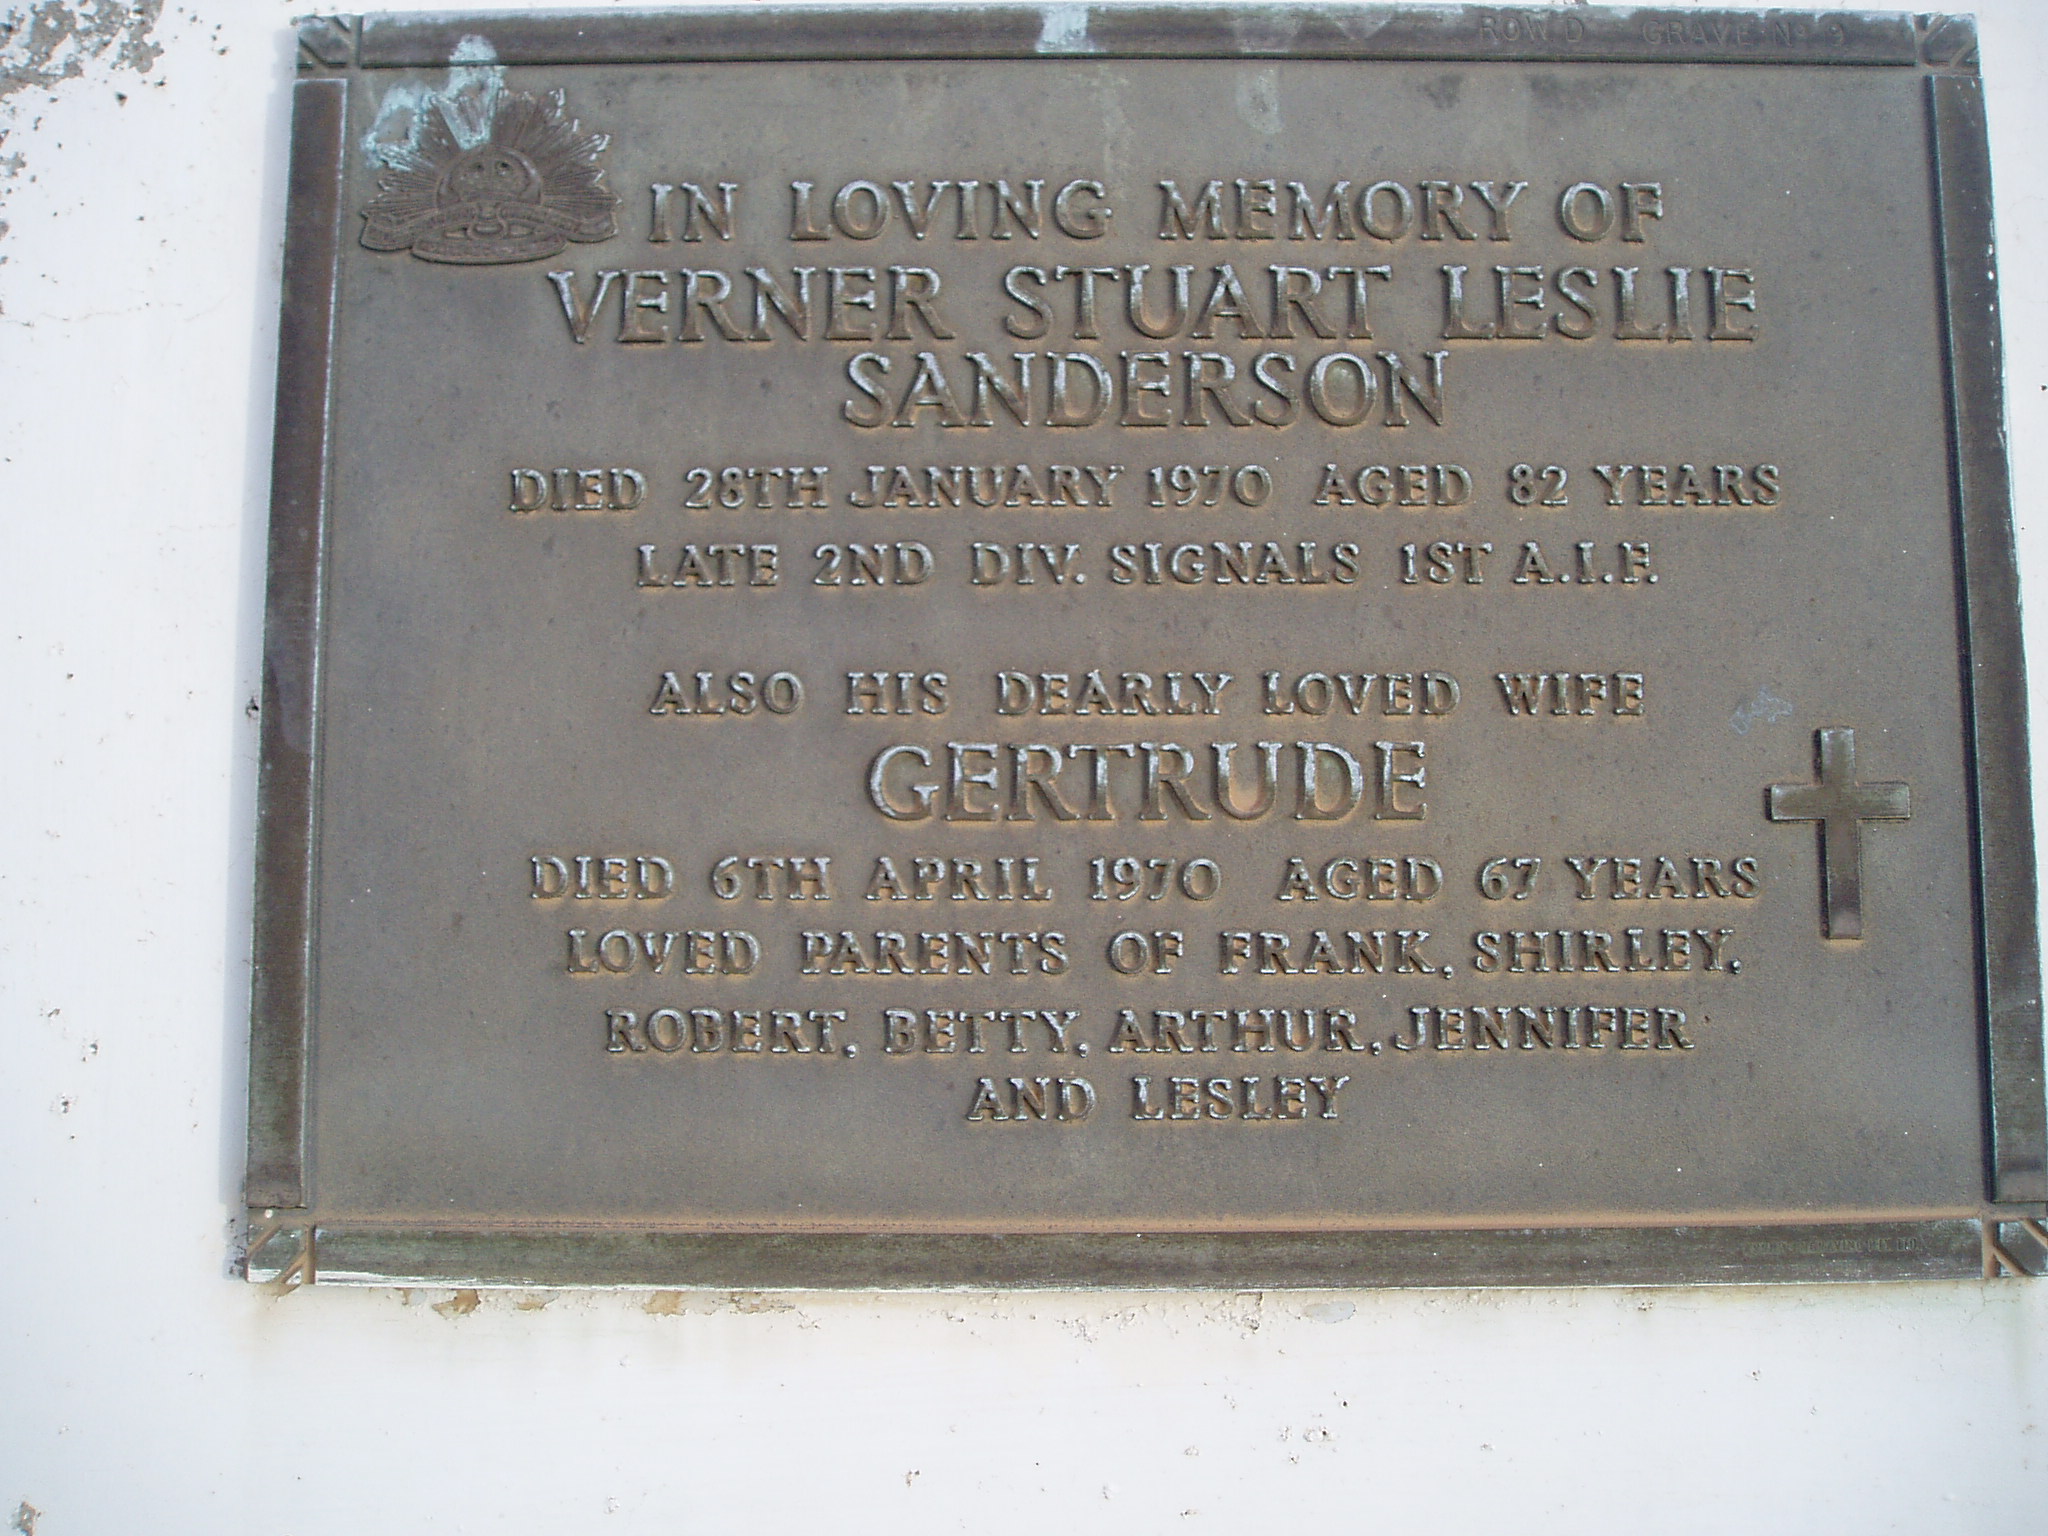 ROW D GRAVE No 9
IN LOVING MEMORY OF
VERNER STUART LESLIE
SANDERSON
DIED 28TH JANUARY 1970 AGED 82 YEARS
LATE 2ND DIV. SIGNALS 1ST A.I.F.
ALSO HIS DEARLY LOVED WIFE
GERTRUDE
DIED 6TH APRIL 1970 AGED 67 YEARS
LOVED PARENTS OF FRANK, SHIRLEY,
ROBERT, BETTY, ARTHUR, JENNIFER
AND LESLEY